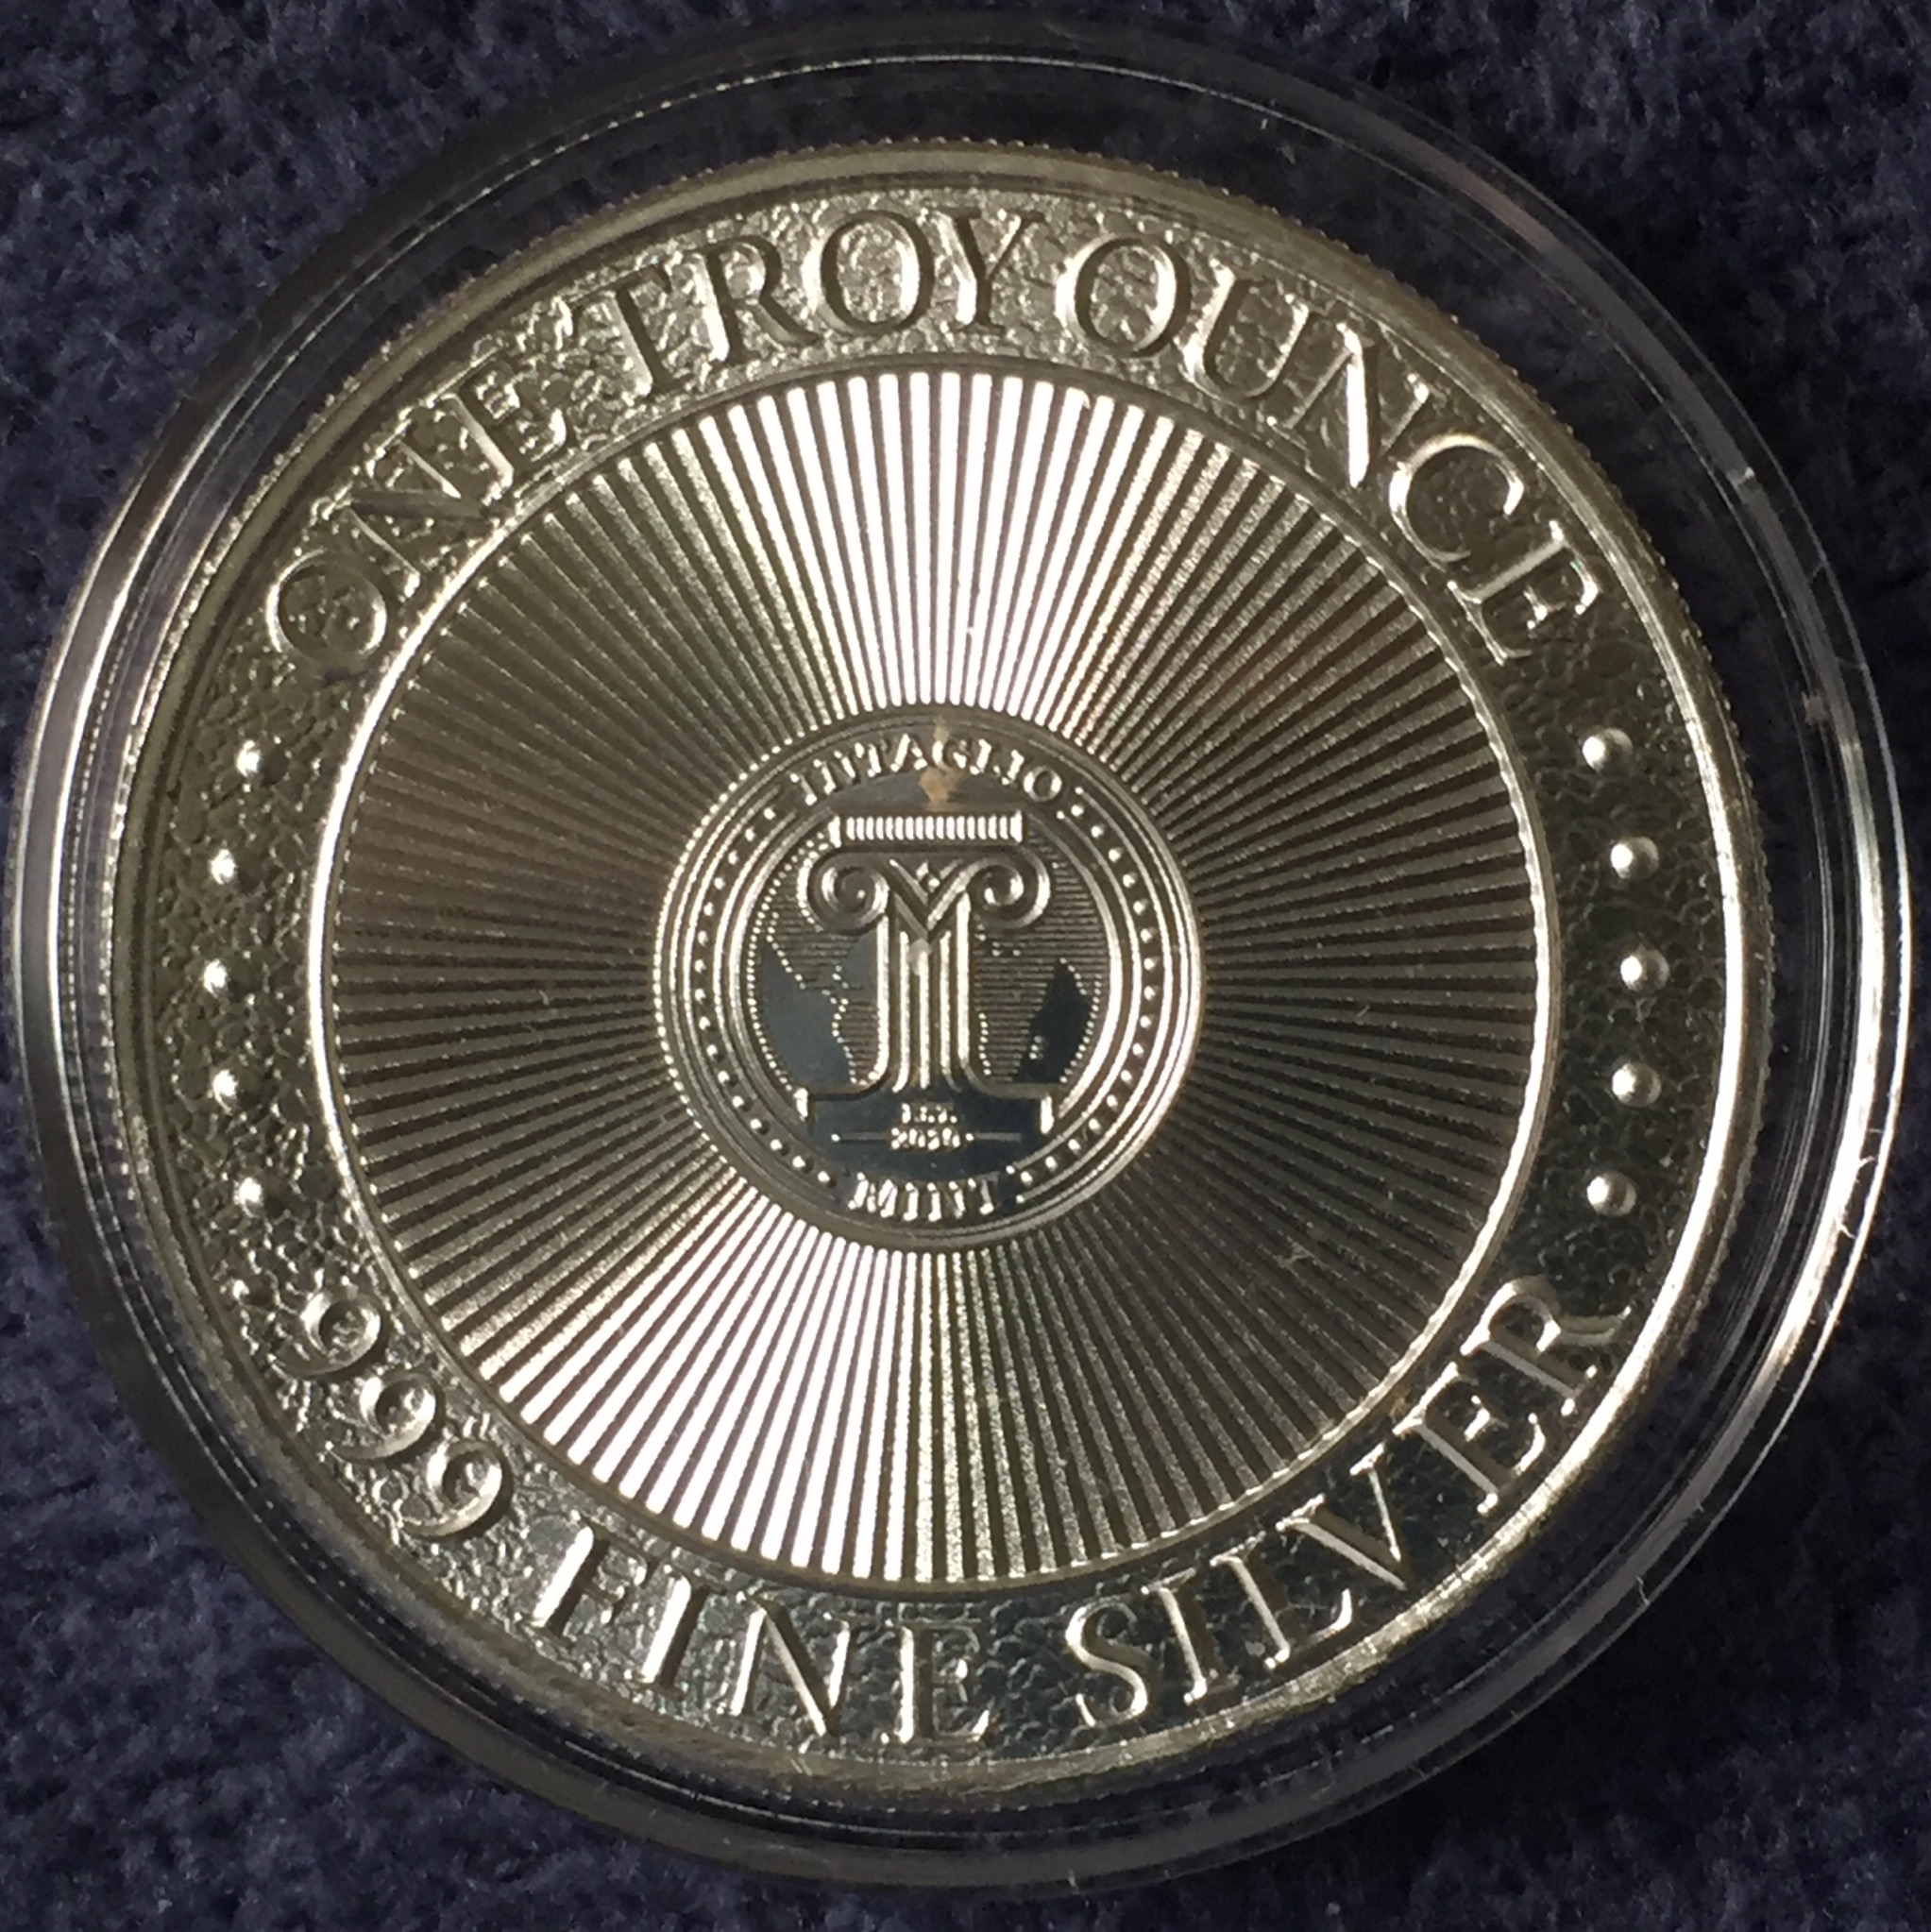 ONE TROY OUNCE
INTAGLIO
EST.
2020
MINT
999 FINE SILVER